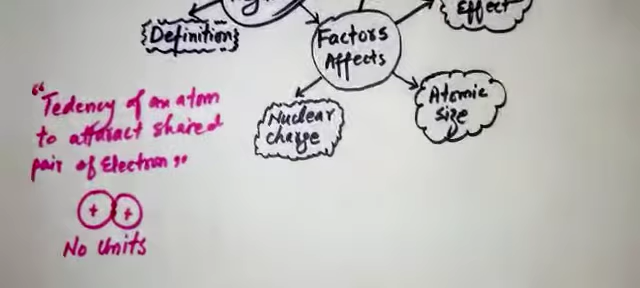 Effect
Definition
Factors
Affects
"Tedency of an atom
to attaract shared
pair of Electron"
Nuclear
charge
Atomic
size
+ +
No Units